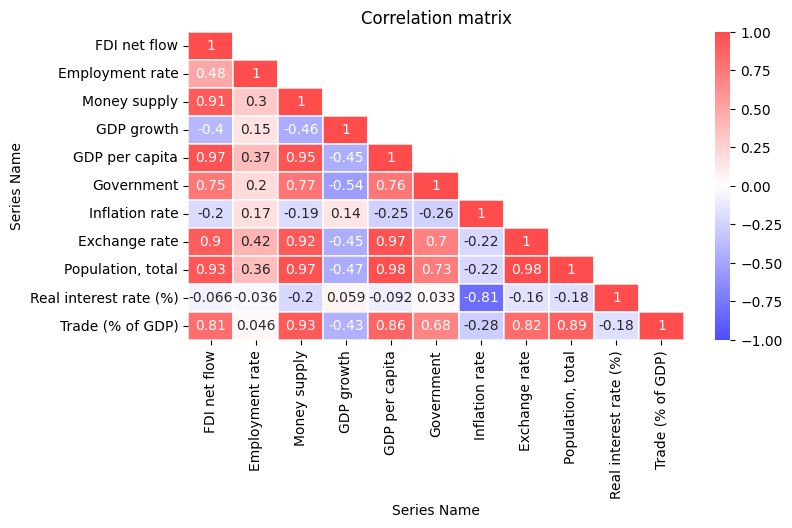 Correlation matrix
FDI net flow 1
Employment rate 0.48 1
Money supply 0.91 0.3 1
GDP growth -0.4 0.15 -0.46 1
GDP per capita 0.97 0.37 0.95 -0.45 1
Government 0.75 0.2 0.77 -0.54 0.76 1
Inflation rate -0.2 0.17 -0.19 0.14 -0.25 -0.26 1
Exchange rate 0.9 0.42 0.92 -0.45 0.97 0.7 -0.22 1
Population, total 0.93 0.36 0.97 -0.47 0.98 0.73 -0.22 0.98 1
Real interest rate (%) -0.066 -0.036 -0.2 0.059 -0.092 0.033 -0.81 -0.16 -0.18 1
Trade (% of GDP) 0.81 0.046 0.93 -0.43 0.86 0.68 -0.28 0.82 0.89 -0.18 1
Series Name
FDI net flow
Employment rate
Money supply
GDP growth
GDP per capita
Government
Inflation rate
Exchange rate
Population, total
Real interest rate (%)
Trade (% of GDP)
Series Name
1.00
0.75
0.50
0.25
0.00
−0.25
−0.50
−0.75
−1.00